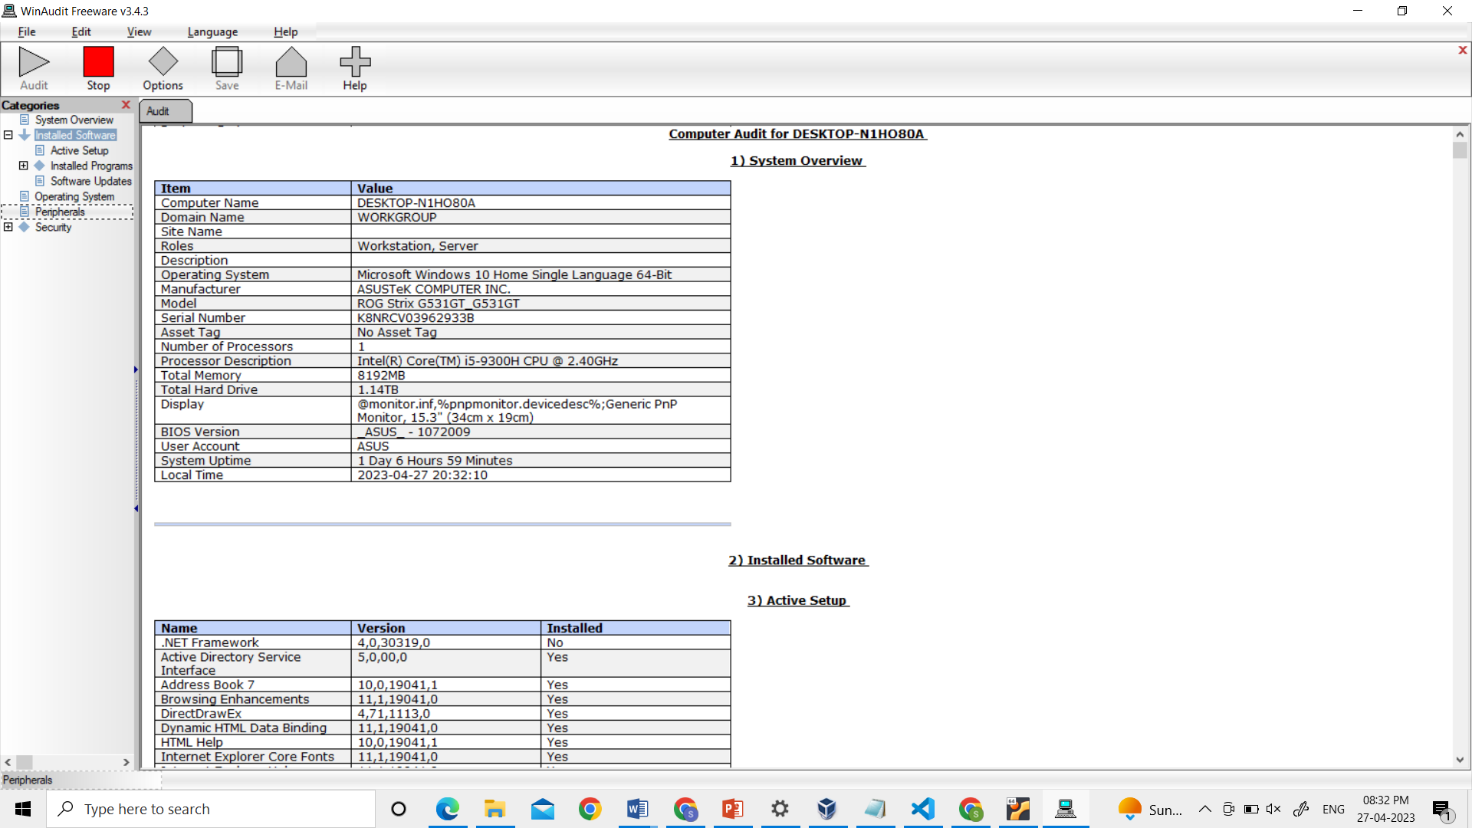 WinAudit Freeware v3.4.3
File Edit View Language Help
Audit Stop Options Save E-Mail Help
Categories
System Overview
Installed Software
Active Setup
Installed Programs
Software Updates
Operating System
Peripherals
Security
Audit
Computer Audit for DESKTOP-N1HO80A
1) System Overview
Item Value
Computer Name DESKTOP-N1HO80A
Domain Name WORKGROUP
Site Name
Roles Workstation, Server
Description
Operating System Microsoft Windows 10 Home Single Language 64-Bit
Manufacturer ASUSTeK COMPUTER INC.
Model ROG Strix G531GT_G531GT
Serial Number K8NRCV03962933B
Asset Tag No Asset Tag
Number of Processors 1
Processor Description Intel(R) Core(TM) i5-9300H CPU @ 2.40GHz
Total Memory 8192MB
Total Hard Drive 1.14TB
Display @monitor.inf,%pnpmonitor.devicedesc%;Generic PnP
Monitor, 15.3" (34cm x 19cm)
BIOS Version _ASUS_ - 1072009
User Account ASUS
System Uptime 1 Day 6 Hours 59 Minutes
Local Time 2023-04-27 20:32:10
2) Installed Software
3) Active Setup
Name Version Installed
.NET Framework 4,0,30319,0 No
Active Directory Service 5,0,00,0 Yes
Interface
Address Book 7 10,0,19041,1 Yes
Browsing Enhancements 11,1,19041,0 Yes
DirectDrawEx 4,71,1113,0 Yes
Dynamic HTML Data Binding 11,1,19041,0 Yes
HTML Help 10,0,19041,1 Yes
Internet Explorer Core Fonts 11,1,19041,0 Yes
Peripherals
Type here to search
Sun...
ENG
08:32 PM
27-04-2023
1